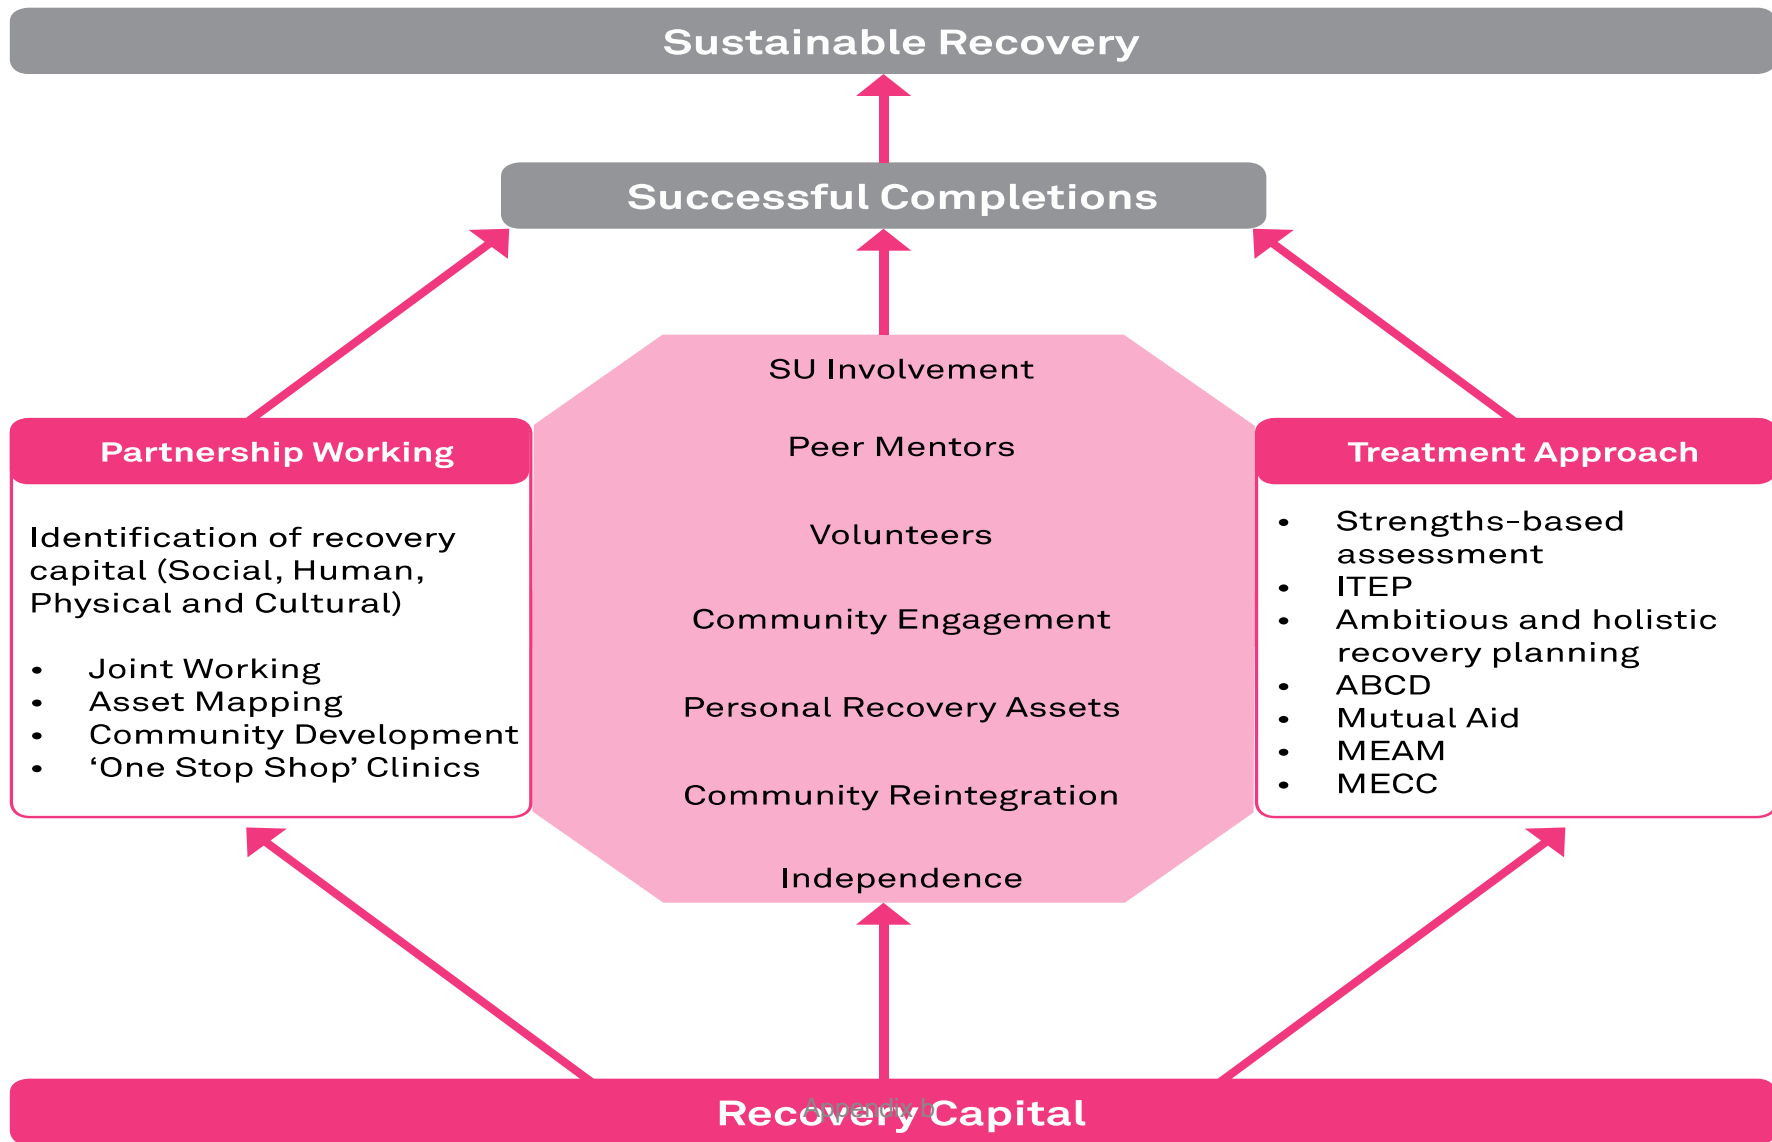 Sustainable Recovery
Successful Completions
Partnership Working
Identification of recovery
capital (Social, Human,
Physical and Cultural)
• Joint Working
• Asset Mapping
• Community Development
• ‘One Stop Shop’ Clinics
SU Involvement
Peer Mentors
Volunteers
Community Engagement
Personal Recovery Assets
Community Reintegration
Independence
Treatment Approach
• Strengths-based
assessment
• ITEP
• Ambitious and holistic
recovery planning
• ABCD
• Mutual Aid
• MEAM
• MECC
Recovery Capital
Appendix b